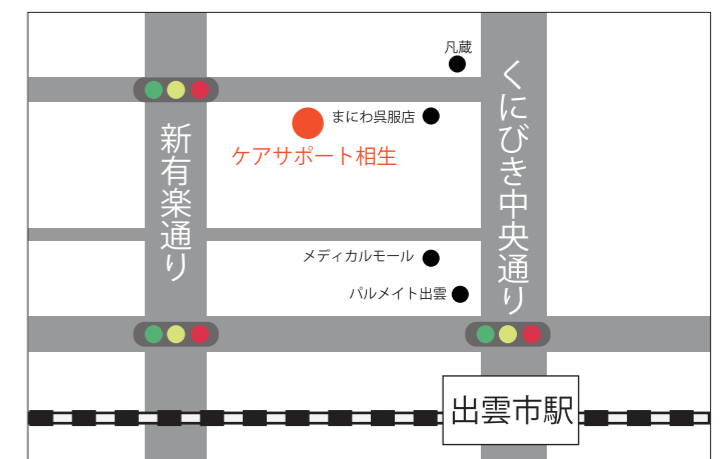 凡蔵
まにわ呉服店
ケアサポート相生
新有楽通り
くにびき中央通り
メディカルモール
パルメイト出雲
出雲市駅